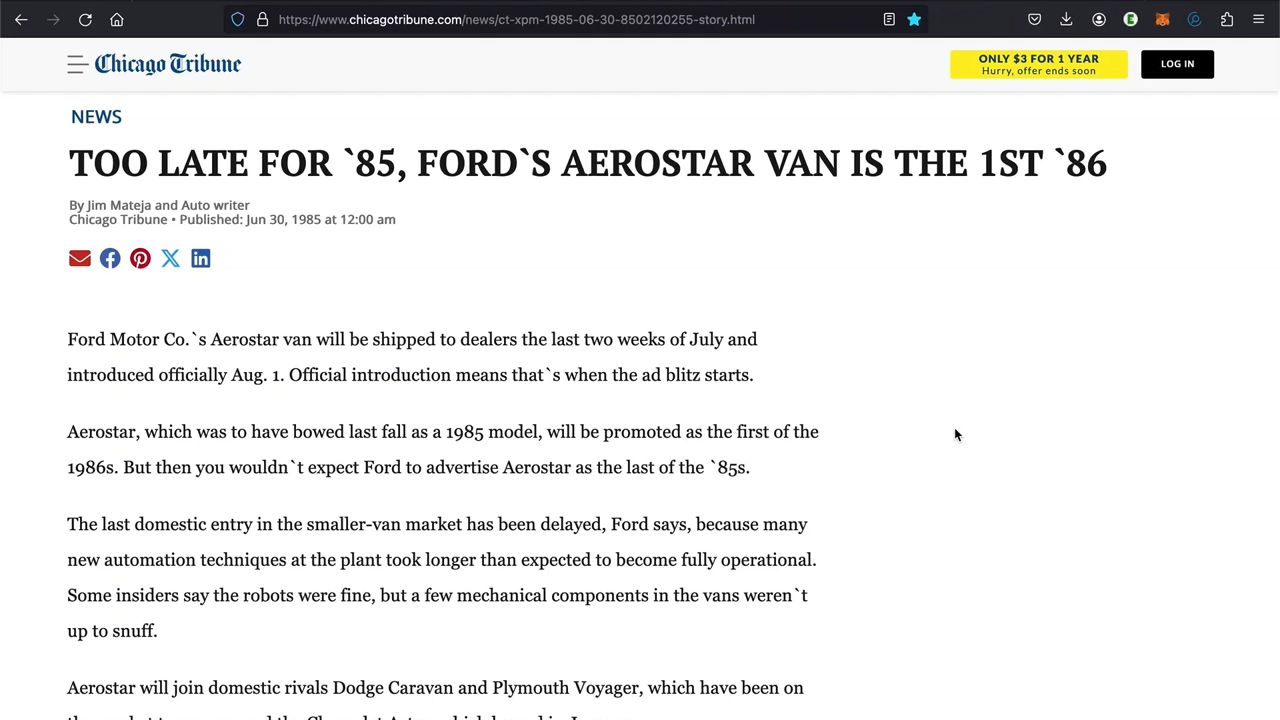 https://www.chicagotribune.com/news/ct-xpm-1985-06-30-8502120255-story.html
Chicago Tribune
ONLY $3 FOR 1 YEAR
Hurry, offer ends soon
LOG IN
NEWS
TOO LATE FOR `85, FORD`S AEROSTAR VAN IS THE 1ST `86
By Jim Mateja and Auto writer
Chicago Tribune • Published: Jun 30, 1985 at 12:00 am
Ford Motor Co.`s Aerostar van will be shipped to dealers the last two weeks of July and
introduced officially Aug. 1. Official introduction means that`s when the ad blitz starts.
Aerostar, which was to have bowed last fall as a 1985 model, will be promoted as the first of the
1986s. But then you wouldn`t expect Ford to advertise Aerostar as the last of the `85s.
The last domestic entry in the smaller-van market has been delayed, Ford says, because many
new automation techniques at the plant took longer than expected to become fully operational.
Some insiders say the robots were fine, but a few mechanical components in the vans weren`t
up to snuff.
Aerostar will join domestic rivals Dodge Caravan and Plymouth Voyager, which have been on